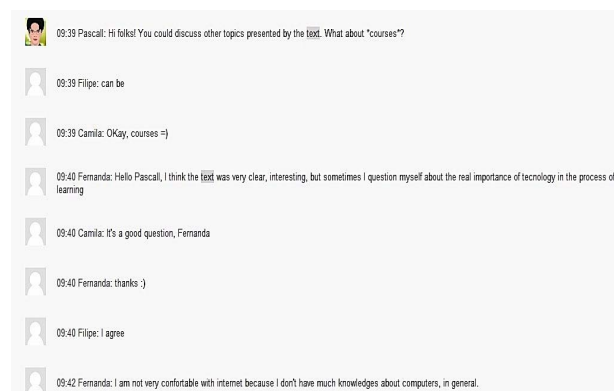 09:39 Pascall: Hi folks! You could discuss other topics presented by the text. What about "courses"?
09:39 Filipe: can be
09:39 Camila: OKay, courses =)
09:40 Fernanda: Hello Pascall, I think the text was very clear, interesting, but sometimes I question myself about the real importance of tecnology in the process of
learning
09:40 Camila: It's a good question, Fernanda
09:40 Fernanda: thanks :)
09:40 Filipe: I agree
09:42 Fernanda: I am not very confortable with internet because I don't have much knowledges about computers, in general.